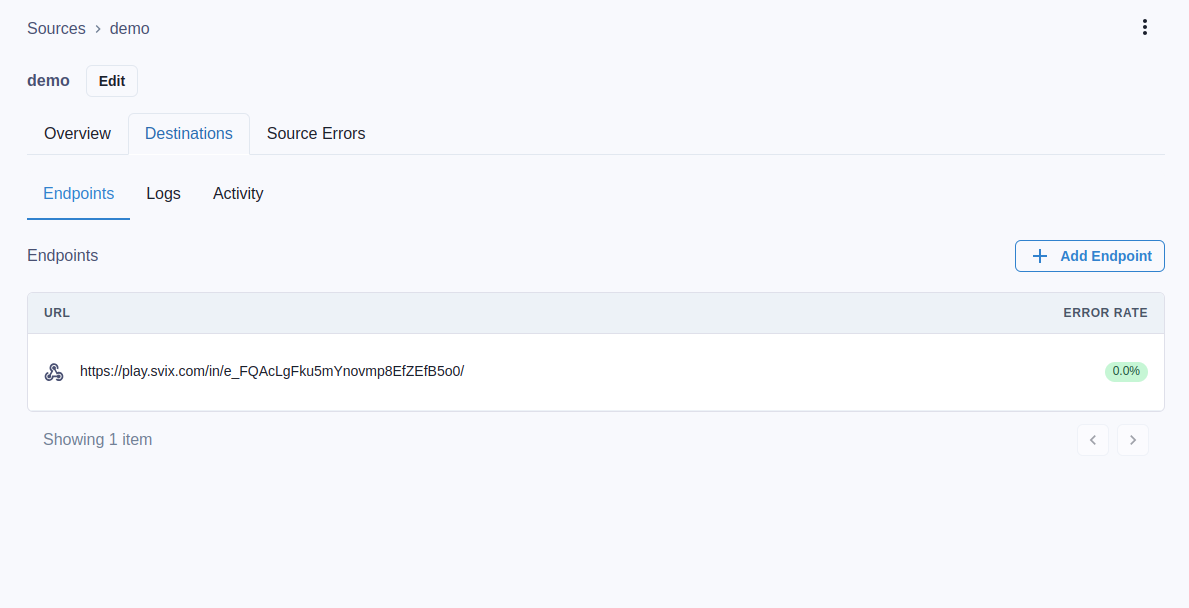 Sources › demo
demo Edit
Overview Destinations Source Errors
Endpoints Logs Activity
Endpoints + Add Endpoint
URL ERROR RATE
https://play.svix.com/in/e_FQAcLgFku5mYnovmp8EfZEfB5o0/ 0.0%
Showing 1 item